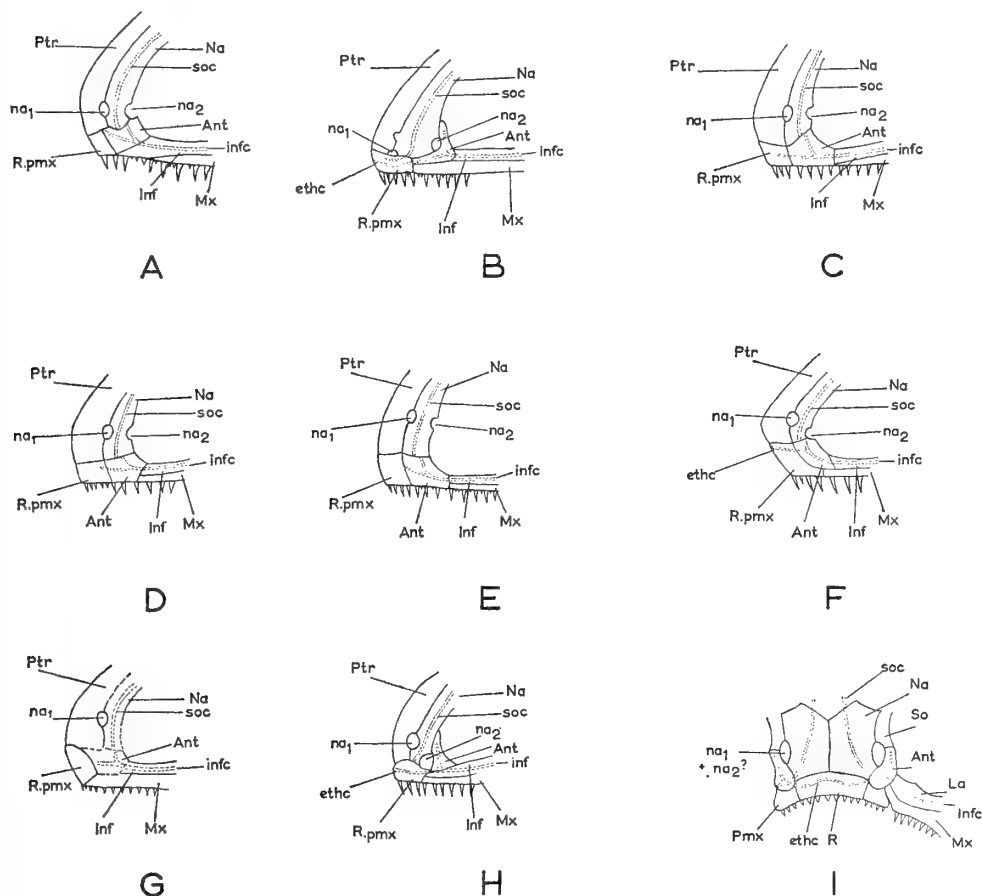 Ptr
Na
soc
na1
na2
Ant
infc
R.pmx
Inf
Mx
A
Ptr
Na
soc
na2
na1
Ant
infc
ethc
R.pmx
Inf
Mx
B
Ptr
Na
soc
na1
na2
Ant
infc
R.pmx
Inf
Mx
C
Ptr
Na
soc
na1
na2
infc
R.pmx
Ant
Inf
Mx
D
Ptr
Na
soc
na1
na2
infc
R.pmx
Ant
Inf
Mx
E
Ptr
Na
soc
na1
na2
infc
ethc
R.pmx
Ant
Inf
Mx
F
Ptr
Na
soc
na1
Ant
infc
R.pmx
Inf
Mx
G
Ptr
Na
soc
na1
na2
Ant
inf
ethc
Inf
Mx
R.pmx
H
soc
Na
So
na1
+ na2?
Ant
La
Infc
Pmx
ethc
R
Mx
I